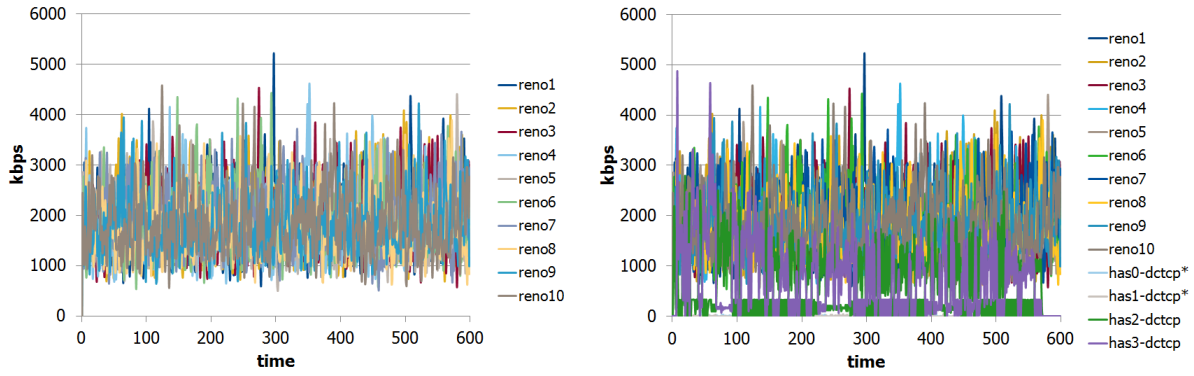 6000
5000
4000
3000
2000
1000
0
kbps
0 100 200 300 400 500 600
time
reno1
reno2
reno3
reno4
reno5
reno6
reno7
reno8
reno9
reno10
6000
5000
4000
3000
2000
1000
0
kbps
0 100 200 300 400 500 600
time
reno1
reno2
reno3
reno4
reno5
reno6
reno7
reno8
reno9
reno10
has0-dctcp*
has1-dctcp*
has2-dctcp
has3-dctcp